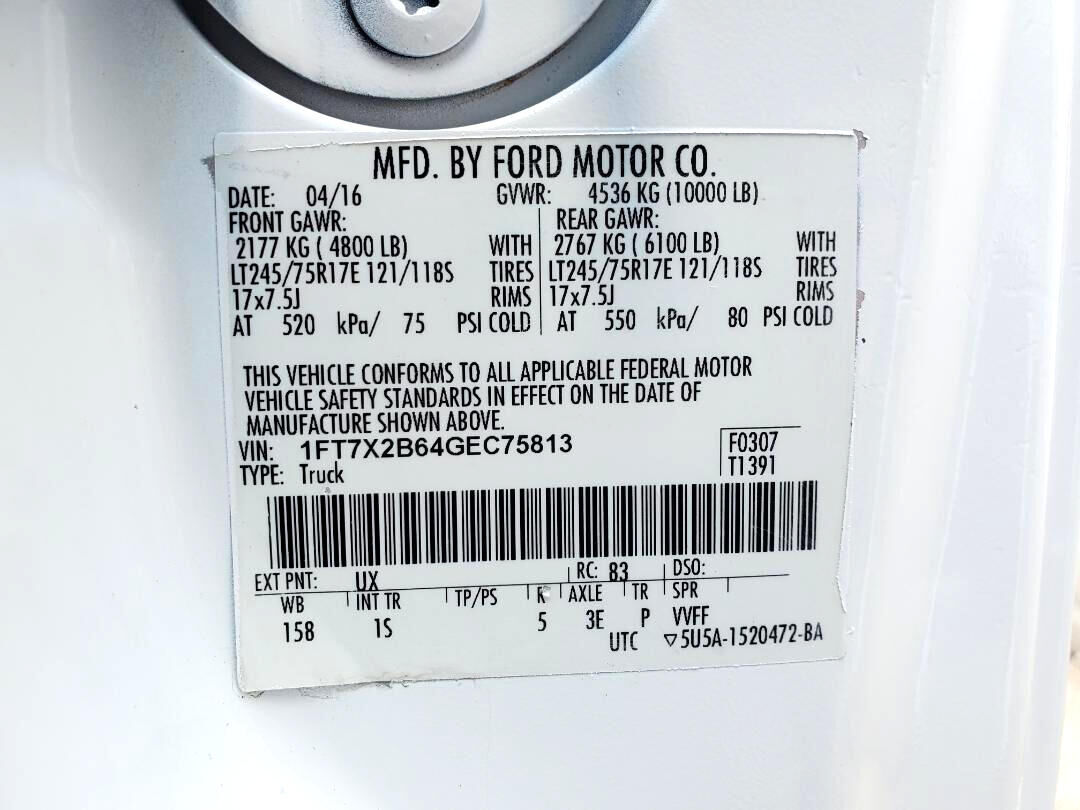 MFD. BY FORD MOTOR CO.
DATE: 04/16 GVWR: 4536 KG (10000 LB)
FRONT GAWR: REAR GAWR:
2177 KG ( 4800 LB) WITH 2767 KG ( 6100 LB) WITH
LT245/75R17E 121/118S TIRES LT245/75R17E 121/118S TIRES
17x7.5J RIMS 17x7.5J RIMS
AT 520 kPa/ 75 PSI COLD AT 550 kPa/ 80 PSI COLD
THIS VEHICLE CONFORMS TO ALL APPLICABLE FEDERAL MOTOR
VEHICLE SAFETY STANDARDS IN EFFECT ON THE DATE OF
MANUFACTURE SHOWN ABOVE.
VIN: 1FT7X2B64GEC75813 F0307
TYPE: Truck T1391
EXT PNT: UX RC: 83 DSO:
WB INT TR TP/PS R AXLE TR SPR
158 1S 5 3E P VVFF
UTC ▽5U5A-1520472-BA